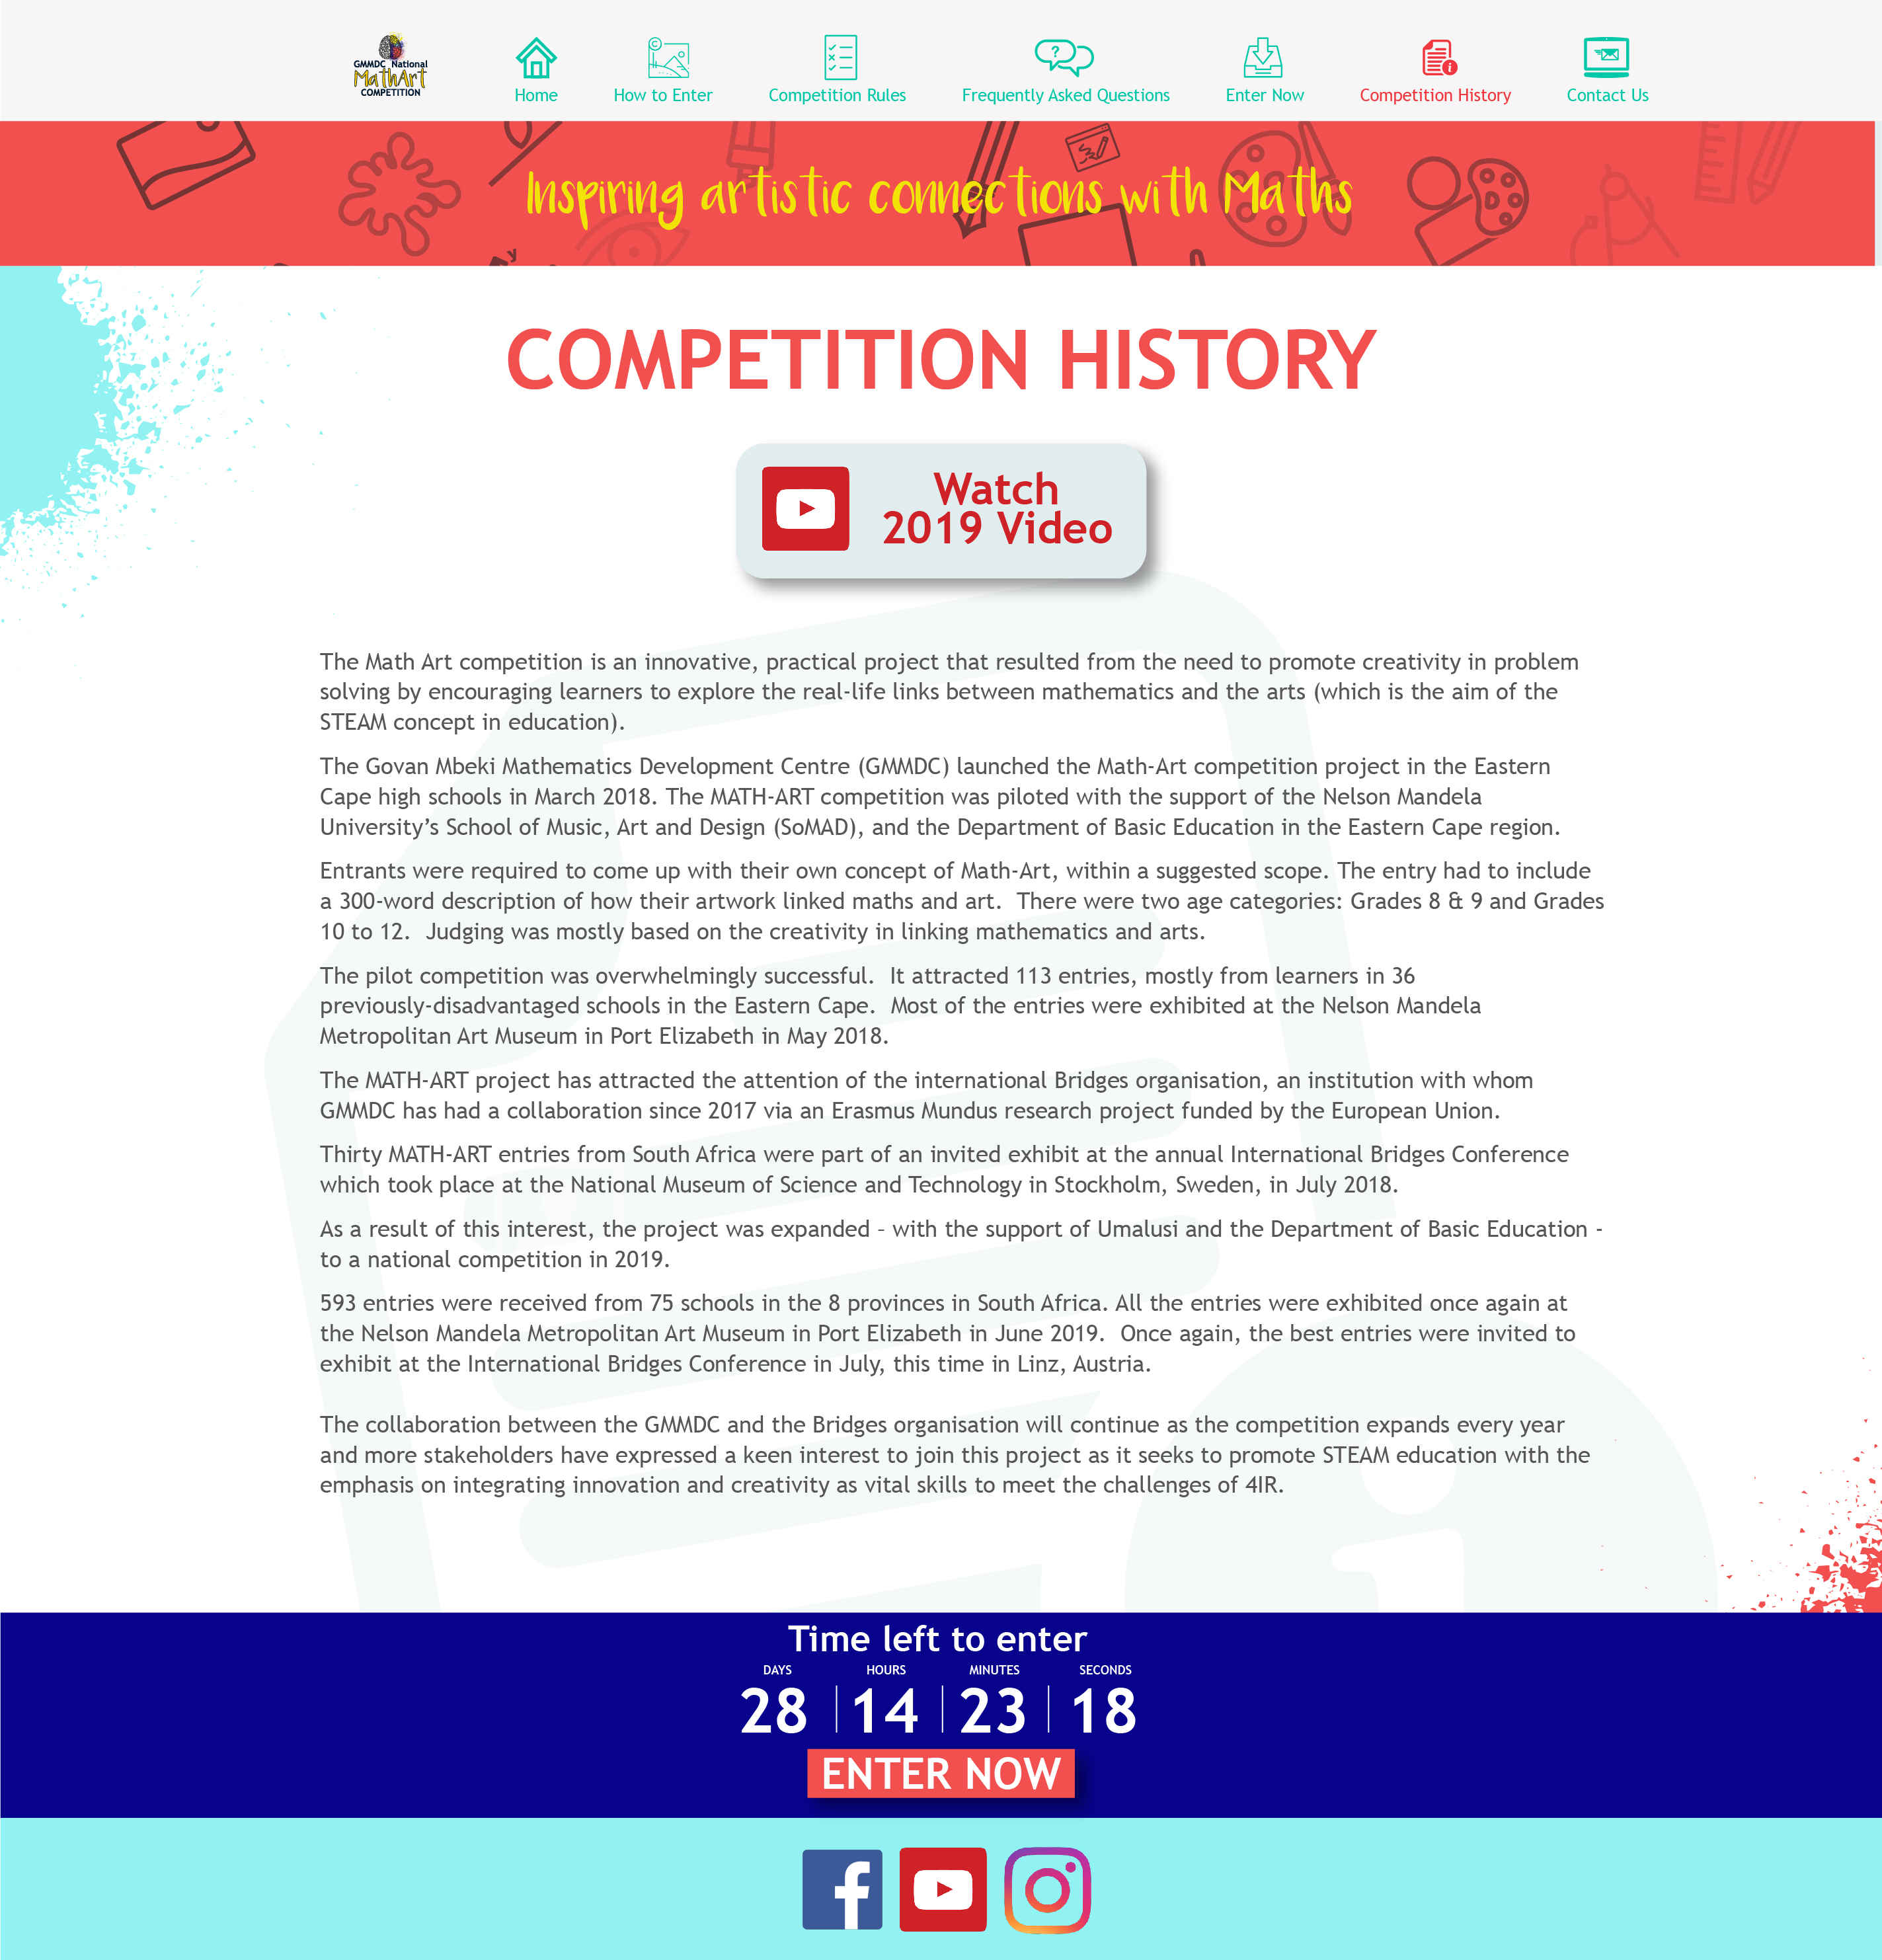 GMMDC National
MathArt
COMPETITION
Home
How to Enter
Competition Rules
Frequently Asked Questions
Enter Now
Competition History
Contact Us
Inspiring artistic connections with Maths
COMPETITION HISTORY
Watch
2019 Video
The Math Art competition is an innovative, practical project that resulted from the need to promote creativity in problem
solving by encouraging learners to explore the real-life links between mathematics and the arts (which is the aim of the
STEAM concept in education).
The Govan Mbeki Mathematics Development Centre (GMMDC) launched the Math-Art competition project in the Eastern
Cape high schools in March 2018. The MATH-ART competition was piloted with the support of the Nelson Mandela
University’s School of Music, Art and Design (SoMAD), and the Department of Basic Education in the Eastern Cape region.
Entrants were required to come up with their own concept of Math-Art, within a suggested scope. The entry had to include
a 300-word description of how their artwork linked maths and art.  There were two age categories: Grades 8 & 9 and Grades
10 to 12.  Judging was mostly based on the creativity in linking mathematics and arts.
The pilot competition was overwhelmingly successful.  It attracted 113 entries, mostly from learners in 36
previously-disadvantaged schools in the Eastern Cape.  Most of the entries were exhibited at the Nelson Mandela
Metropolitan Art Museum in Port Elizabeth in May 2018.
The MATH-ART project has attracted the attention of the international Bridges organisation, an institution with whom
GMMDC has had a collaboration since 2017 via an Erasmus Mundus research project funded by the European Union.
Thirty MATH-ART entries from South Africa were part of an invited exhibit at the annual International Bridges Conference
which took place at the National Museum of Science and Technology in Stockholm, Sweden, in July 2018.
As a result of this interest, the project was expanded – with the support of Umalusi and the Department of Basic Education -
to a national competition in 2019.
593 entries were received from 75 schools in the 8 provinces in South Africa. All the entries were exhibited once again at
the Nelson Mandela Metropolitan Art Museum in Port Elizabeth in June 2019.  Once again, the best entries were invited to
exhibit at the International Bridges Conference in July, this time in Linz, Austria.
The collaboration between the GMMDC and the Bridges organisation will continue as the competition expands every year
and more stakeholders have expressed a keen interest to join this project as it seeks to promote STEAM education with the
emphasis on integrating innovation and creativity as vital skills to meet the challenges of 4IR.
Time left to enter
DAYS HOURS MINUTES SECONDS
28 14 23 18
ENTER NOW